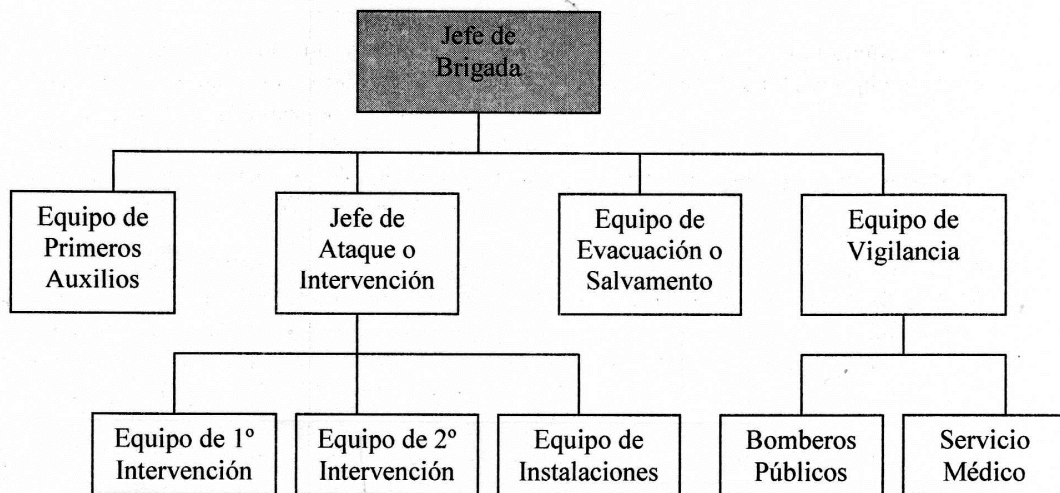 Jefe de
Brigada
Equipo de
Primeros
Auxilios
Jefe de
Ataque o
Intervención
Equipo de
Evacuación o
Salvamento
Equipo de
Vigilancia
Equipo de 1º
Intervención
Equipo de 2º
Intervención
Equipo de
Instalaciones
Bomberos
Públicos
Servicio
Médico